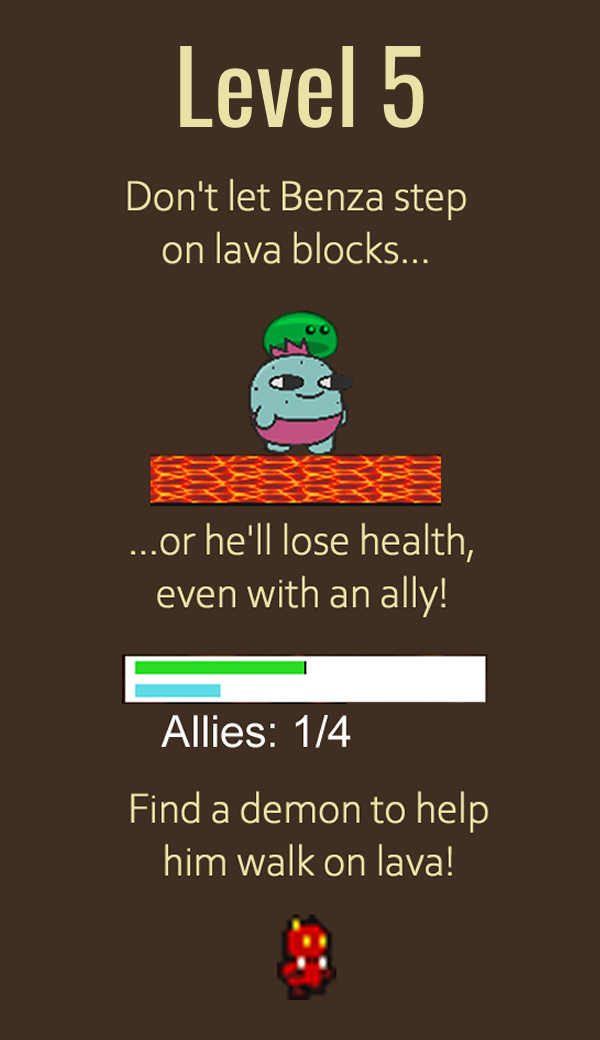 Level 5
Don't let Benza step
on lava blocks...
...or he'll lose health,
even with an ally!
Allies: 1/4
Find a demon to help
him walk on lava!